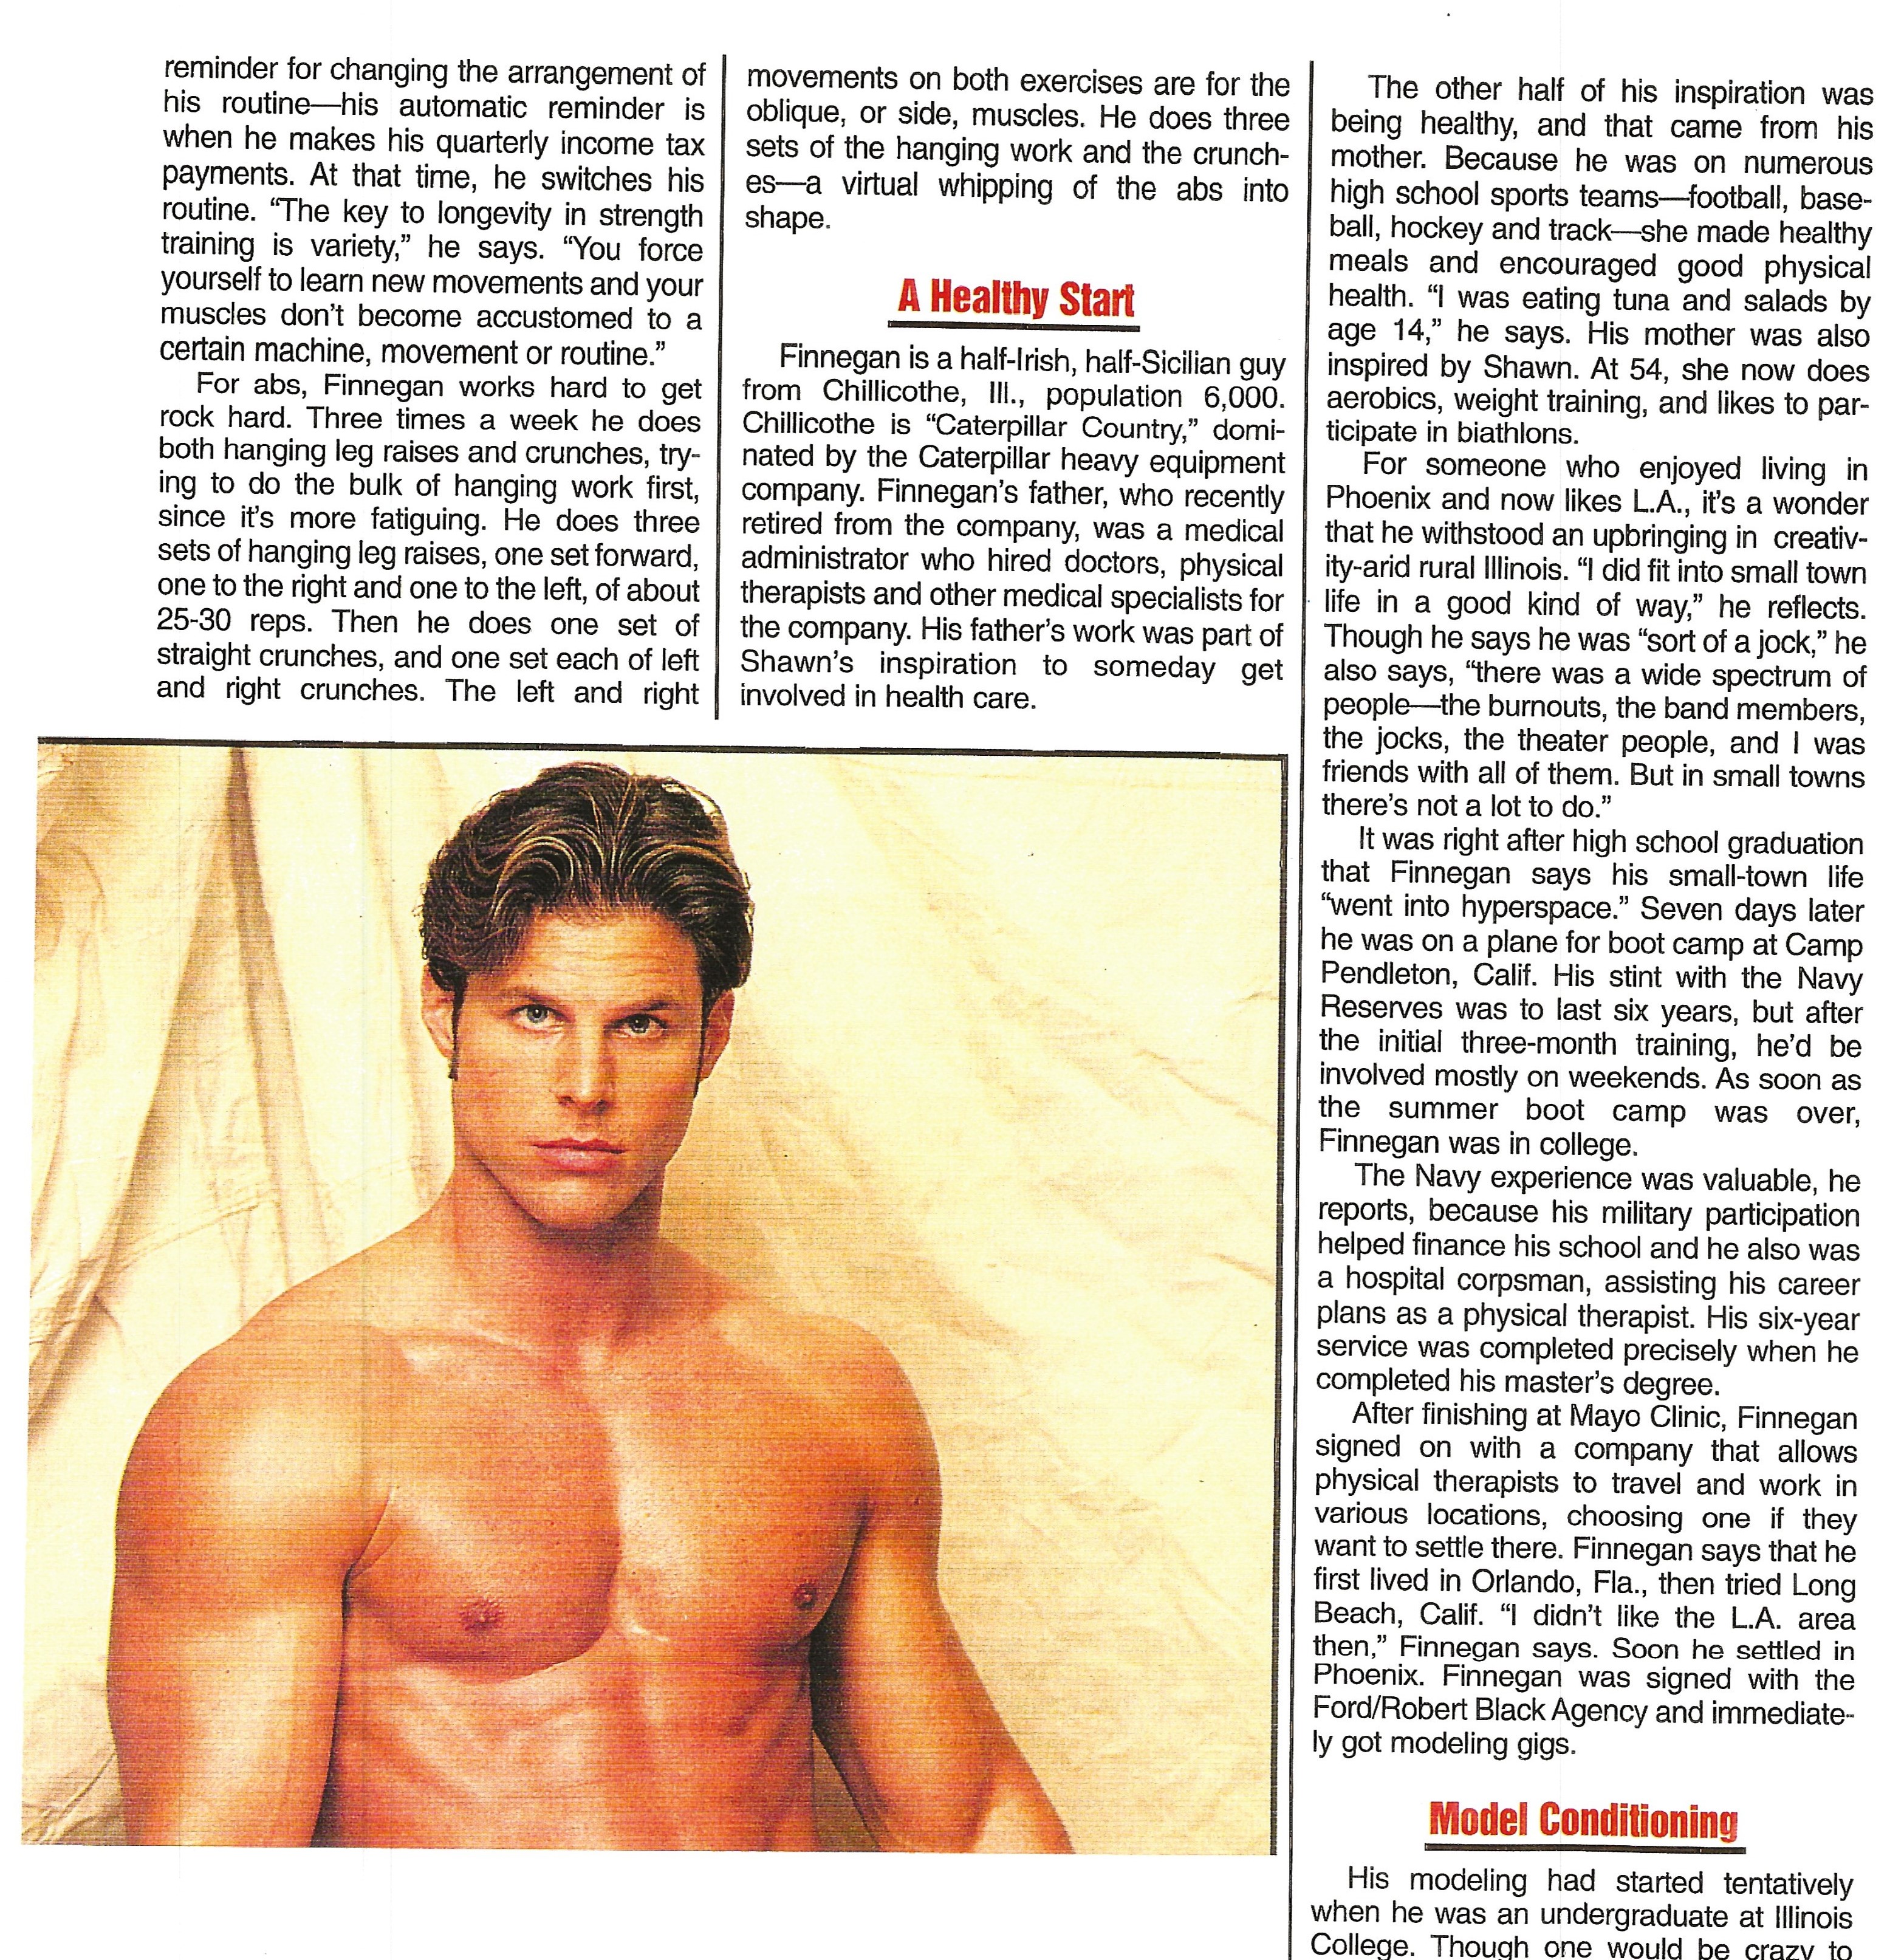 reminder for changing the arrangement of
his routine—his automatic reminder is
when he makes his quarterly income tax
payments. At that time, he switches his
routine. “The key to longevity in strength
training is variety,” he says. “You force
yourself to learn new movements and your
muscles don’t become accustomed to a
certain machine, movement or routine.”
For abs, Finnegan works hard to get
rock hard. Three times a week he does
both hanging leg raises and crunches, try-
ing to do the bulk of hanging work first,
since it’s more fatiguing. He does three
sets of hanging leg raises, one set forward,
one to the right and one to the left, of about
25-30 reps. Then he does one set of
straight crunches, and one set each of left
and right crunches. The left and right
movements on both exercises are for the
oblique, or side, muscles. He does three
sets of the hanging work and the crunch-
es—a virtual whipping of the abs into
shape.
A Healthy Start
Finnegan is a half-Irish, half-Sicilian guy
from Chillicothe, Ill., population 6,000.
Chillicothe is “Caterpillar Country,” domi-
nated by the Caterpillar heavy equipment
company. Finnegan’s father, who recently
retired from the company, was a medical
administrator who hired doctors, physical
therapists and other medical specialists for
the company. His father’s work was part of
Shawn’s inspiration to someday get
involved in health care.
The other half of his inspiration was
being healthy, and that came from his
mother. Because he was on numerous
high school sports teams—football, base-
ball, hockey and track—she made healthy
meals and encouraged good physical
health. “I was eating tuna and salads by
age 14,” he says. His mother was also
inspired by Shawn. At 54, she now does
aerobics, weight training, and likes to par-
ticipate in biathlons.
For someone who enjoyed living in
Phoenix and now likes L.A., it’s a wonder
that he withstood an upbringing in creativ-
ity-arid rural Illinois. “I did fit into small town
life in a good kind of way,” he reflects.
Though he says he was “sort of a jock,” he
also says, “there was a wide spectrum of
people—the burnouts, the band members,
the jocks, the theater people, and I was
friends with all of them. But in small towns
there’s not a lot to do.”
It was right after high school graduation
that Finnegan says his small-town life
“went into hyperspace.” Seven days later
he was on a plane for boot camp at Camp
Pendleton, Calif. His stint with the Navy
Reserves was to last six years, but after
the initial three-month training, he’d be
involved mostly on weekends. As soon as
the summer boot camp was over,
Finnegan was in college.
The Navy experience was valuable, he
reports, because his military participation
helped finance his school and he also was
a hospital corpsman, assisting his career
plans as a physical therapist. His six-year
service was completed precisely when he
completed his master’s degree.
After finishing at Mayo Clinic, Finnegan
signed on with a company that allows
physical therapists to travel and work in
various locations, choosing one if they
want to settle there. Finnegan says that he
first lived in Orlando, Fla., then tried Long
Beach, Calif. “I didn’t like the L.A. area
then,” Finnegan says. Soon he settled in
Phoenix. Finnegan was signed with the
Ford/Robert Black Agency and immediate-
ly got modeling gigs.
Model Conditioning
His modeling had started tentatively
when he was an undergraduate at Illinois
College. Though one would be crazy to